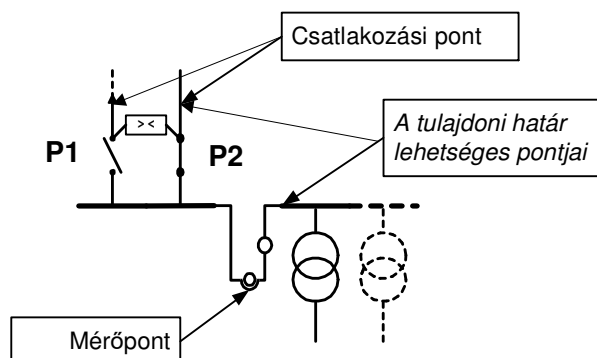 Csatlakozási pont
> <
P1
P2
A tulajdoni határ
lehetséges pontjai
Mérőpont